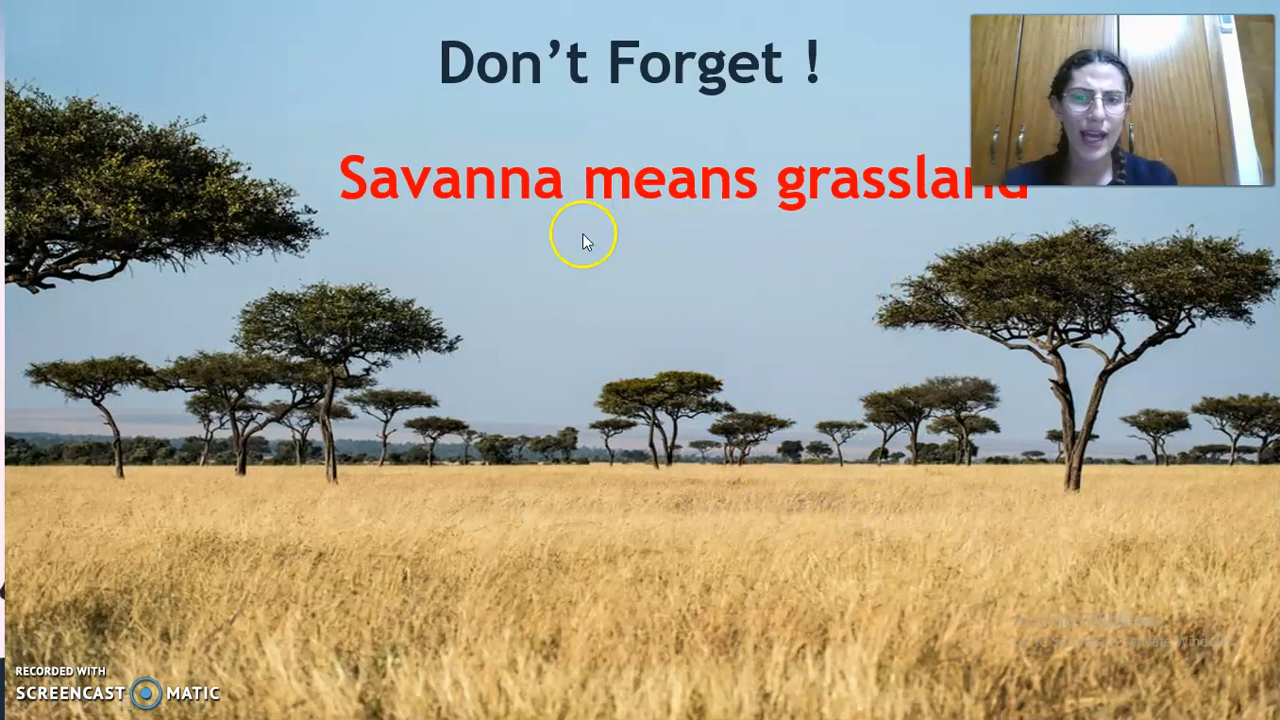 Don’t Forget !
Savanna means grassland
RECORDED WITH
SCREENCAST MATIC